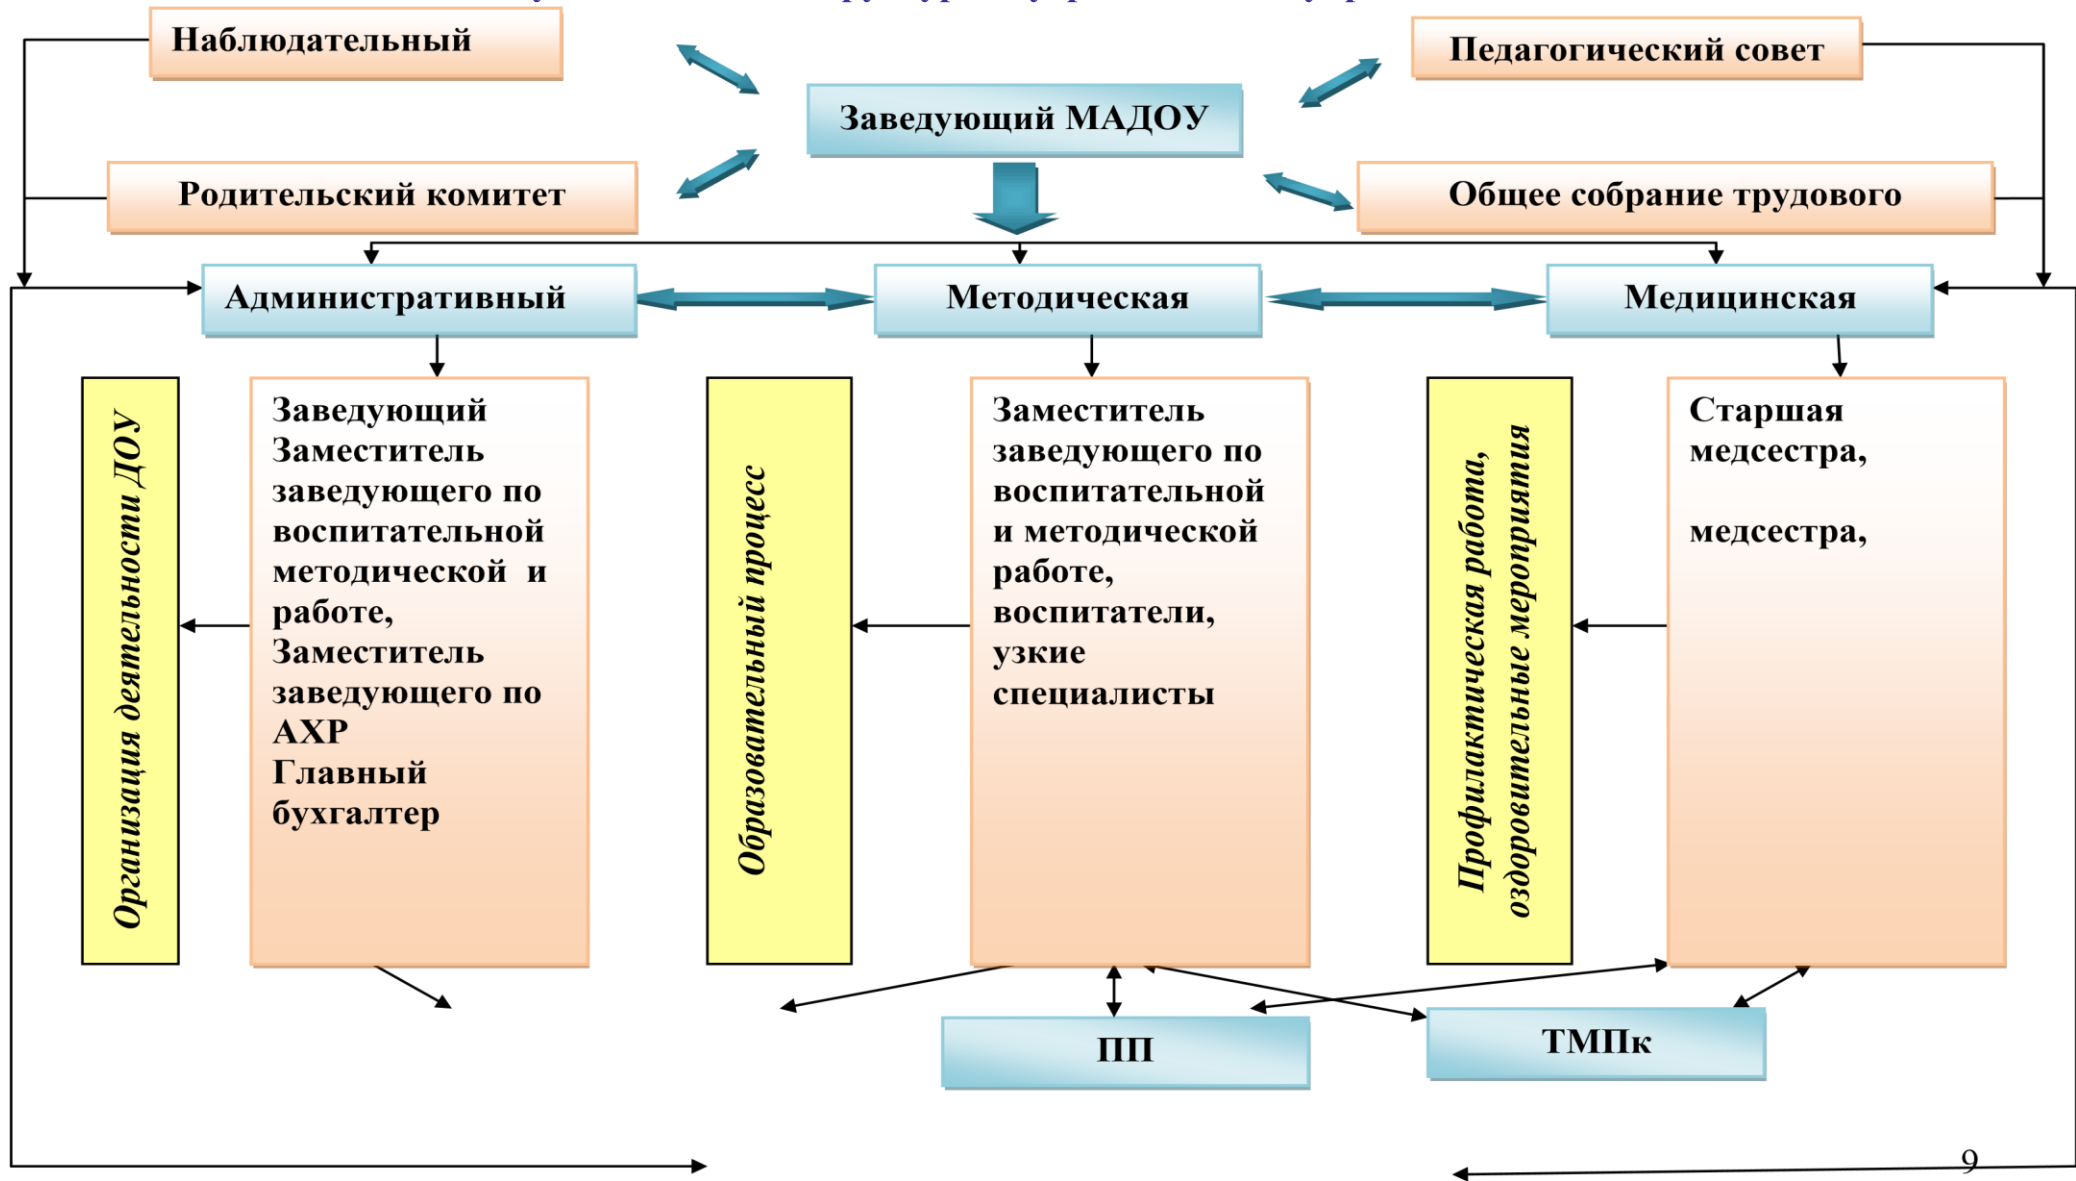 Наблюдательный
Педагогический совет
Заведующий МАДОУ
Родительский комитет
Общее собрание трудового
Административный
Методическая
Медицинская
Организация деятельности ДОУ
Заведующий
Заместитель
заведующего по
воспитательной
методической и
работе,
Заместитель
заведующего по
АХР
Главный
бухгалтер
Образовательный процесс
Заместитель
заведующего по
воспитательной
и методической
работе,
воспитатели,
узкие
специалисты
Профилактическая работа,
оздоровительные мероприятия
Старшая
медсестра,
медсестра,
ПП
ТМПк
9